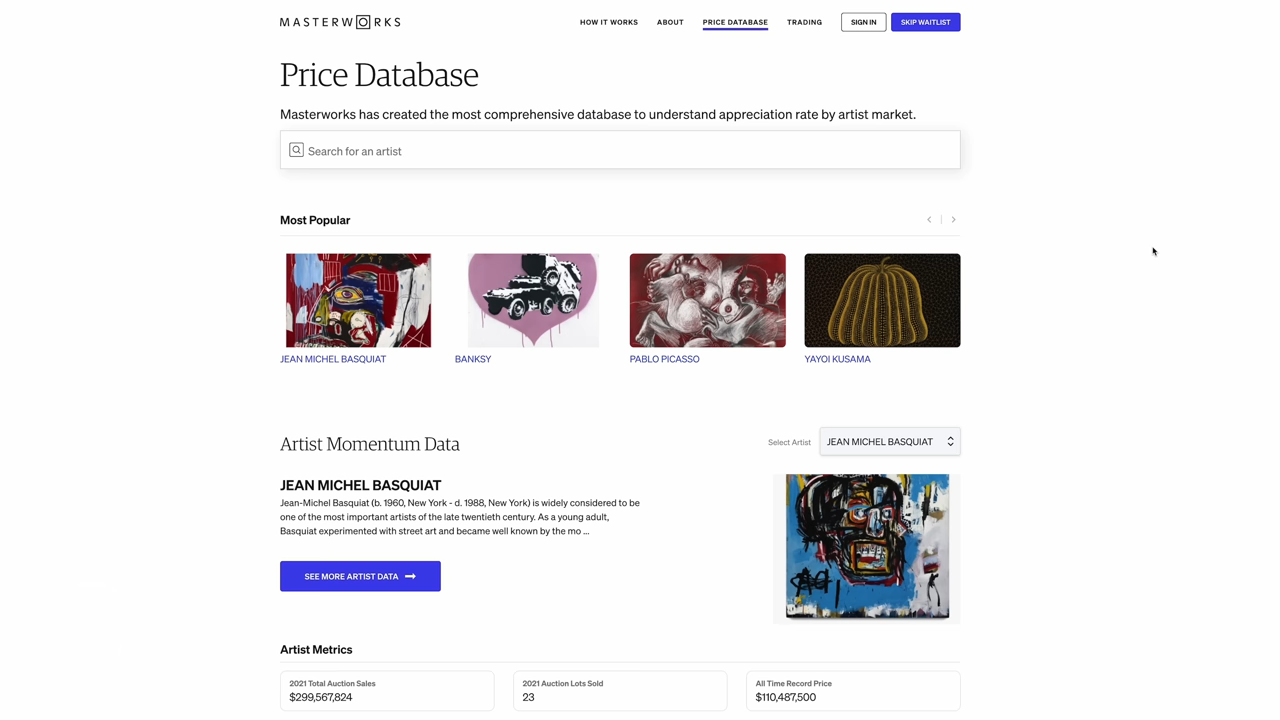 MASTERWORKS
HOW IT WORKS
ABOUT
PRICE DATABASE
TRADING
SIGN IN
SKIP WAITLIST
Price Database
Masterworks has created the most comprehensive database to understand appreciation rate by artist market.
Search for an artist
Most Popular
JEAN MICHEL BASQUIAT
BANKSY
PABLO PICASSO
YAYOI KUSAMA
Artist Momentum Data
Select Artist
JEAN MICHEL BASQUIAT
JEAN MICHEL BASQUIAT
Jean-Michel Basquiat (b. 1960, New York - d. 1988, New York) is widely considered to be
one of the most important artists of the late twentieth century. As a young adult,
Basquiat experimented with street art and became well known by the mo ...
SEE MORE ARTIST DATA
Artist Metrics
2021 Total Auction Sales
$299,567,824
2021 Auction Lots Sold
23
All Time Record Price
$110,487,500